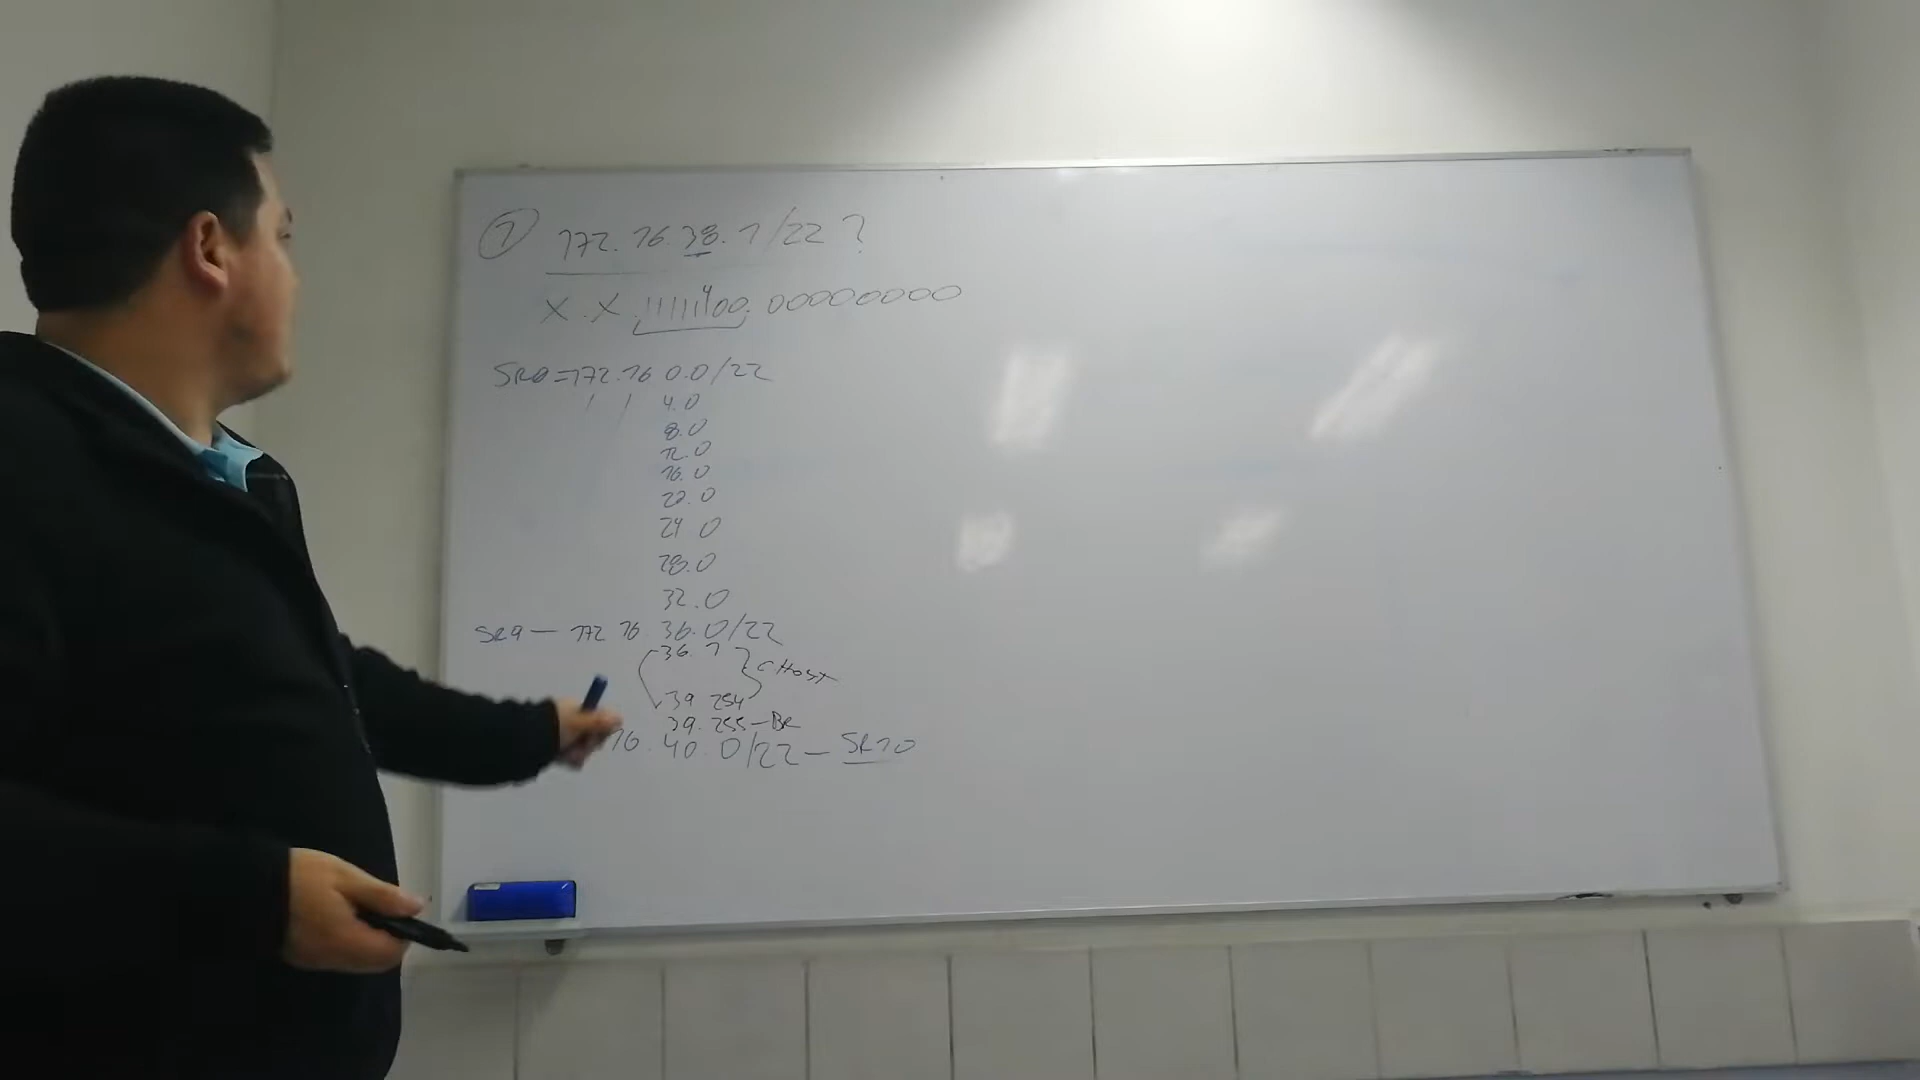 ① 172.16.38.1/22?
X.X.11111100.00000000
4
SR0=172.16 0.0/22
4.0
8.0
12.0
16.0
20.0
24 0
28.0
32.0
SR9 — 172 16 36.0/22
36.1
Host
39 254
39.255-BR
16.40.0/22 - SR10